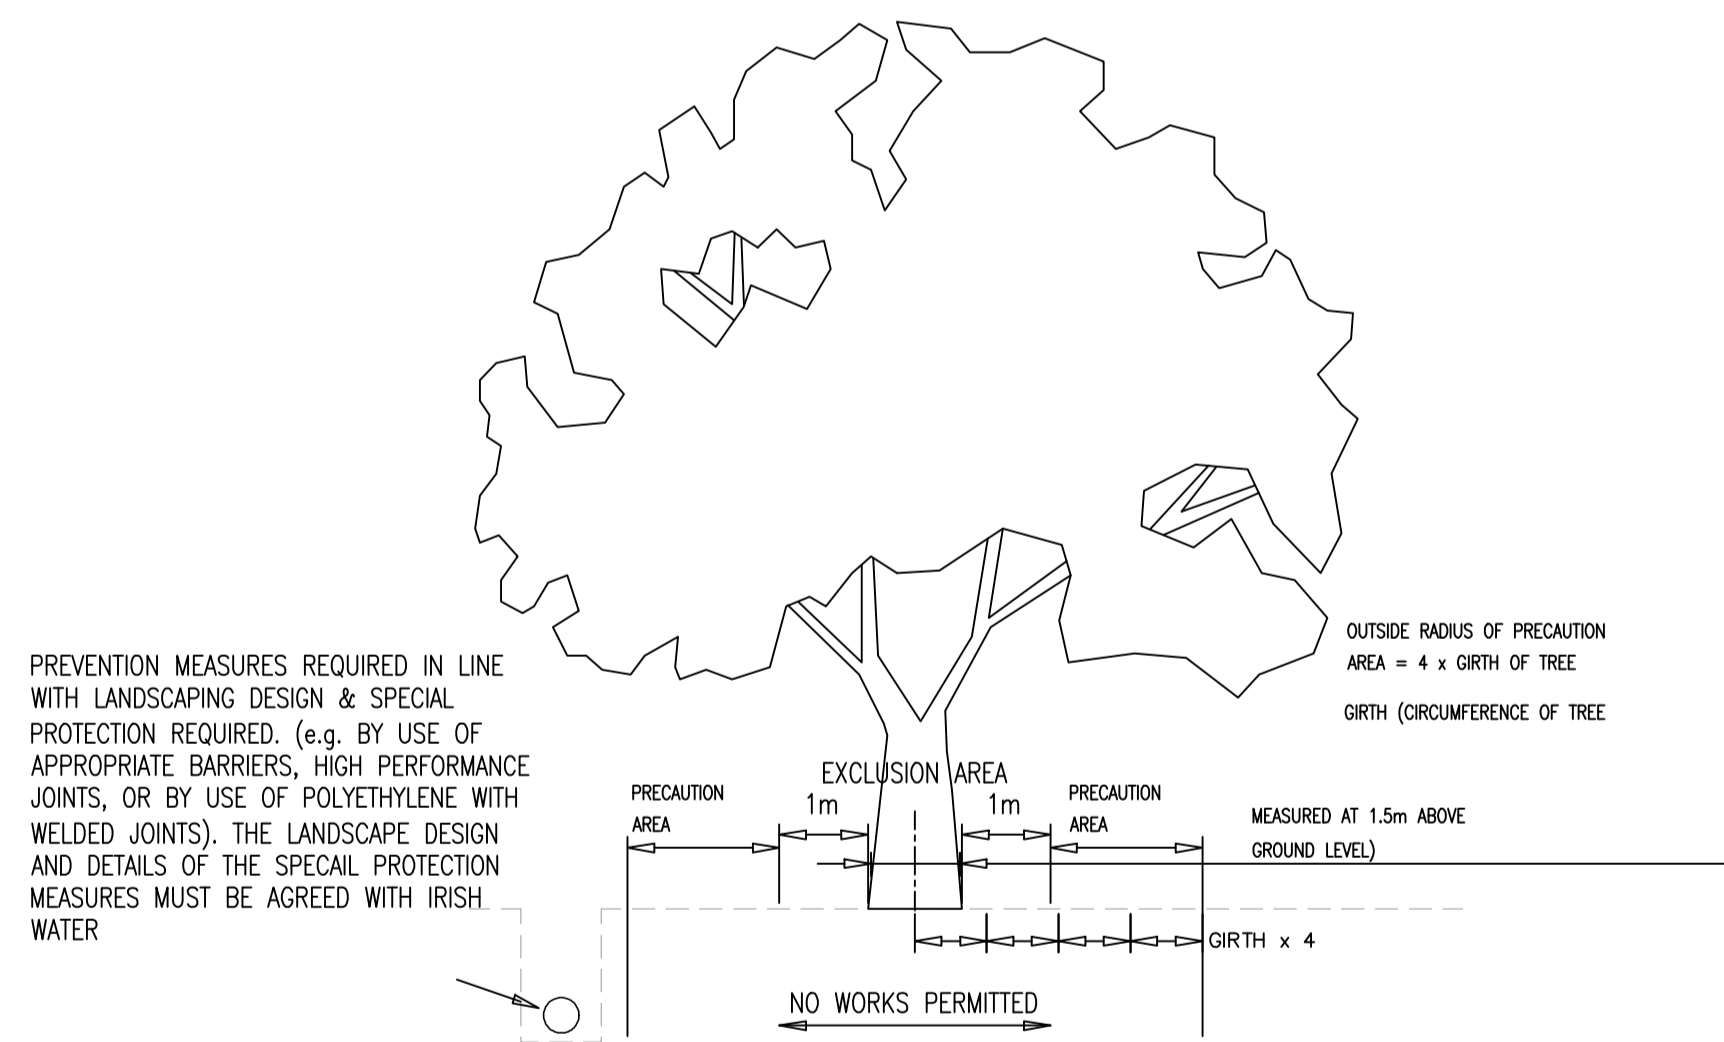 PREVENTION MEASURES REQUIRED IN LINE
WITH LANDSCAPING DESIGN & SPECIAL
PROTECTION REQUIRED. (e.g. BY USE OF
APPROPRIATE BARRIERS, HIGH PERFORMANCE
JOINTS, OR BY USE OF POLYETHYLENE WITH
WELDED JOINTS). THE LANDSCAPE DESIGN
AND DETAILS OF THE SPECAIL PROTECTION
MEASURES MUST BE AGREED WITH IRISH
WATER
EXCLUSION AREA
PRECAUTION
AREA
1m
1m
PRECAUTION
AREA
OUTSIDE RADIUS OF PRECAUTION
AREA = 4 x GIRTH OF TREE
GIRTH (CIRCUMFERENCE OF TREE
MEASURED AT 1.5m ABOVE
GROUND LEVEL)
GIRTH x 4
NO WORKS PERMITTED